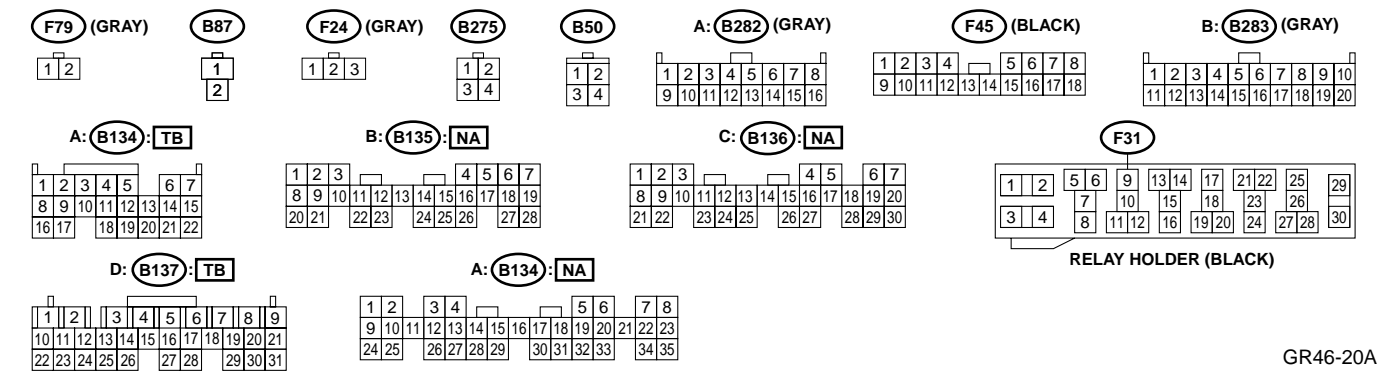 F79 (GRAY) B87 F24 (GRAY) B275 B50 A: B282 (GRAY) F45 (BLACK) B: B283 (GRAY)
1 2
1
2
1 2 3
1 2
3 4
1 2
3 4
1 2 3 4 5 6 7 8
9 10 11 12 13 14 15 16
1 2 3 4 5 6 7 8
9 10 11 12 13 14 15 16 17 18
1 2 3 4 5 6 7 8 9 10
11 12 13 14 15 16 17 18 19 20
A: B134 : TB B: B135 : NA C: B136 : NA F31
1 2 3 4 5 6 7
8 9 10 11 12 13 14 15
16 17 18 19 20 21 22
1 2 3 4 5 6 7
8 9 10 11 12 13 14 15 16 17 18 19
20 21 22 23 24 25 26 27 28
1 2 3 4 5 6 7
8 9 10 11 12 13 14 15 16 17 18 19 20
21 22 23 24 25 26 27 28 29 30
1 2 5 6 9 13 14 17 21 22 25 29
7 10 15 18 23 26
3 4 8 11 12 16 19 20 24 27 28 30
RELAY HOLDER (BLACK)
D: B137 : TB A: B134 : NA
1 2 3 4 5 6 7 8 9
10 11 12 13 14 15 16 17 18 19 20 21
22 23 24 25 26 27 28 29 30 31
1 2 3 4 5 6 7 8
9 10 11 12 13 14 15 16 17 18 19 20 21 22 23
24 25 26 27 28 29 30 31 32 33 34 35
GR46-20A